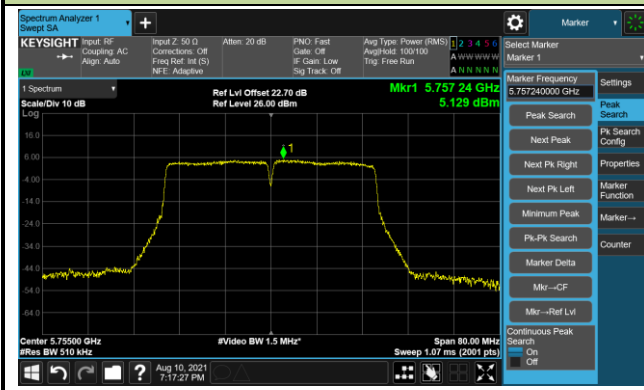 Spectrum Analyzer 1
Swept SA
+
Marker
KEYSIGHT
Input: RF
Coupling: AC
Align: Auto
Input Z: 50 Ω
Corrections: Off
Freq Ref: Int (S)
NFE: Adaptive
Atten: 20 dB
PNO: Fast
Gate: Off
IF Gain: Low
Sig Track: Off
Avg Type: Power (RMS)
Avg|Hold: 100/100
Trig: Free Run
1 2 3 4 5 6
A W W W W W
A N N N N N
Select Marker
Marker 1
LXI
1 Spectrum
Scale/Div 10 dB
Log
Ref Lvl Offset 22.70 dB
Ref Level 26.00 dBm
Mkr1 5.757 24 GHz
5.129 dBm
16.0
6.00
-4.00
-14.0
-24.0
-34.0
-44.0
-54.0
-64.0
1
Center 5.75500 GHz
#Res BW 510 kHz
#Video BW 1.5 MHz*
Span 80.00 MHz
Sweep 1.07 ms (2001 pts)
Marker Frequency
5.757240000 GHz
Peak Search
Next Peak
Next Pk Right
Next Pk Left
Minimum Peak
Pk-Pk Search
Marker Delta
Mkr→CF
Mkr→Ref Lvl
Continuous Peak
Search
On
Off
Settings
Peak
Search
Pk Search
Config
Properties
Marker
Function
Marker→
Counter
?
Aug 10, 2021
7:17:27 PM